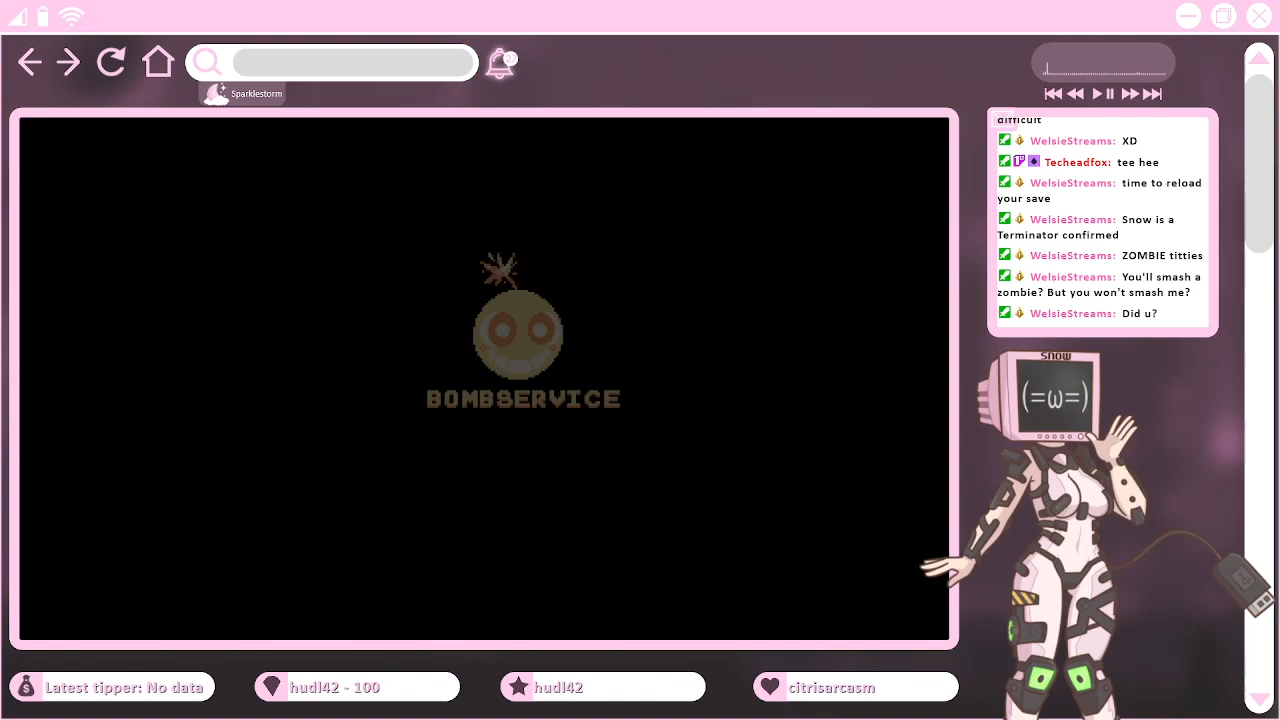 Sparklestorm
difficult
WelsieStreams: XD
Techeadfox: tee hee
WelsieStreams: time to reload
your save
WelsieStreams: Snow is a
Terminator confirmed
WelsieStreams: ZOMBIE titties
WelsieStreams: You'll smash a
zombie? But you won't smash me?
WelsieStreams: Did u?
SNOW
(=ω=)
BOMBSERVICE
Latest tipper: No data
hudl42 - 100
hudl42
citrisarcasm